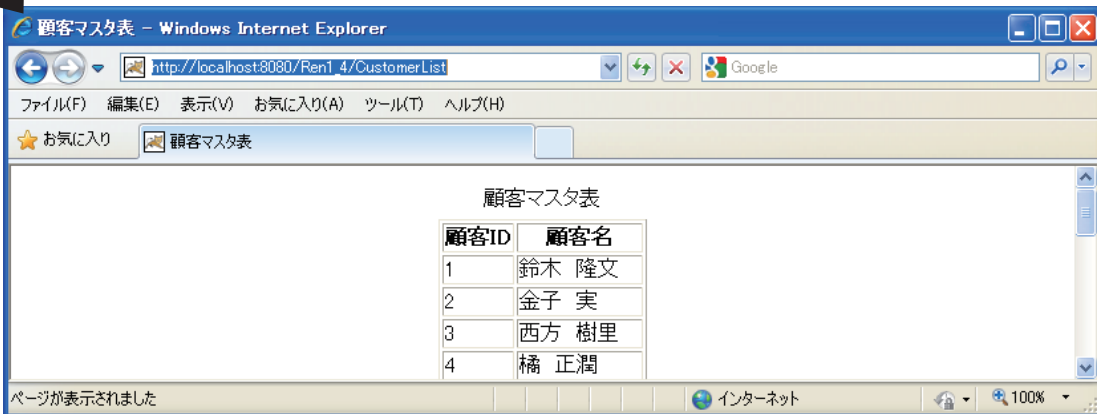 顧客マスタ表 - Windows Internet Explorer
http://localhost:8080/Ren1_4/CustomerList
Google
ファイル(F) 編集(E) 表示(V) お気に入り(A) ツール(T) ヘルプ(H)
お気に入り 顧客マスタ表
顧客マスタ表
顧客ID 顧客名
1 鈴木 隆文
2 金子 実
3 西方 樹里
4 橘 正潤
ページが表示されました インターネット 100%